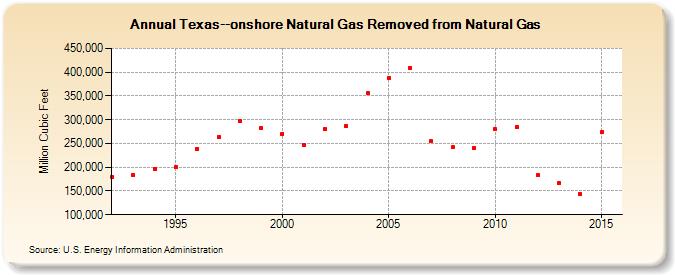 Annual Texas--onshore Natural Gas Removed from Natural Gas
Million Cubic Feet
450,000
400,000
350,000
300,000
250,000
200,000
150,000
100,000
1995 2000 2005 2010 2015
Source: U.S. Energy Information Administration